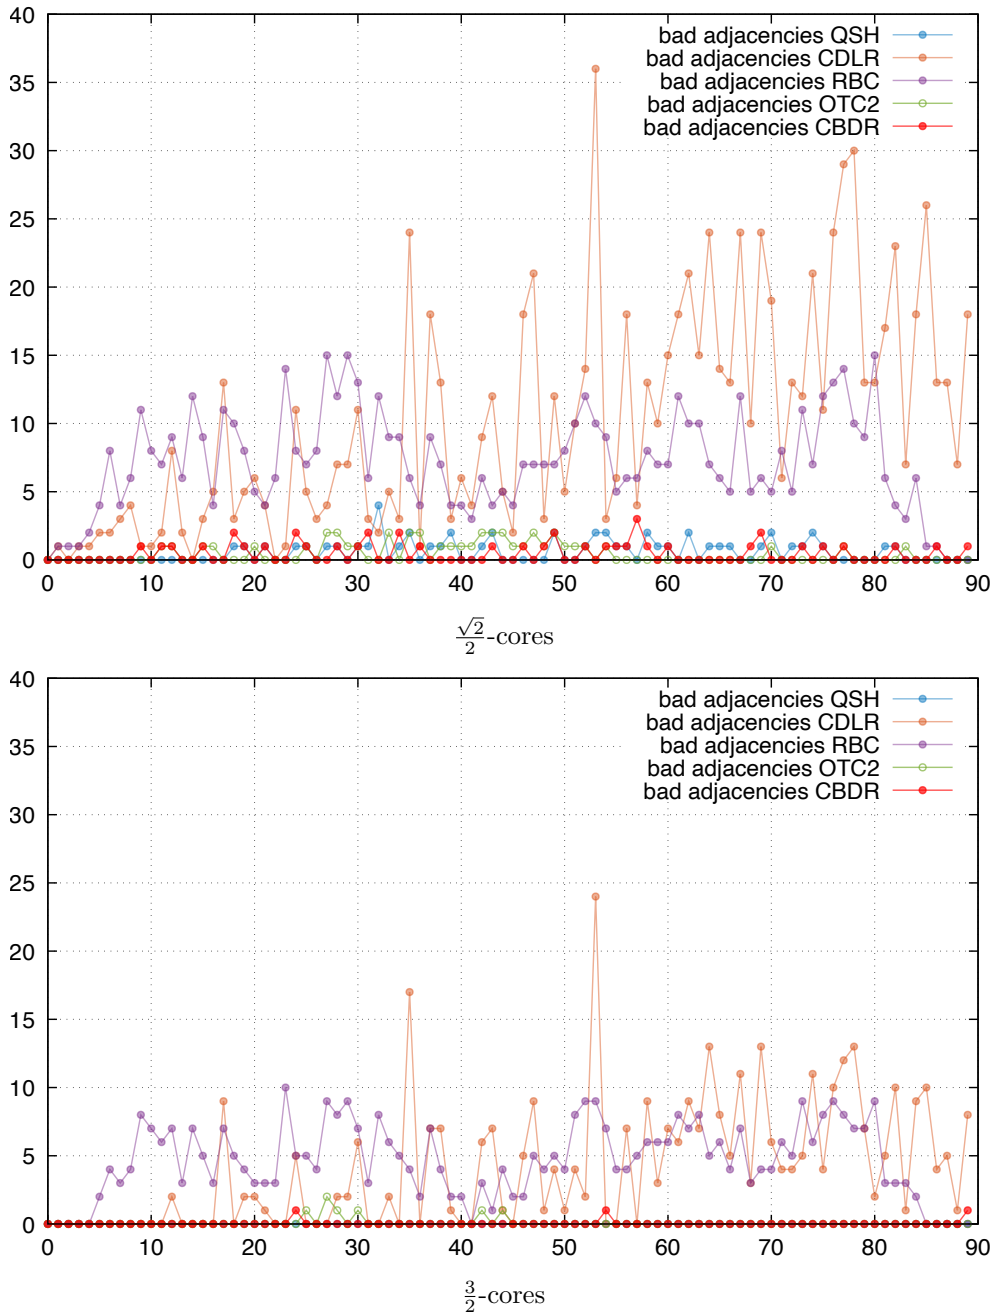 40
35
30
25
20
15
10
5
0
bad adjacencies QSH
bad adjacencies CDLR
bad adjacencies RBC
bad adjacencies OTC2
bad adjacencies CBDR
0 10 20 30 40 50 60 70 80 90
√2/2-cores
40
35
30
25
20
15
10
5
0
bad adjacencies QSH
bad adjacencies CDLR
bad adjacencies RBC
bad adjacencies OTC2
bad adjacencies CBDR
0 10 20 30 40 50 60 70 80 90
3/2-cores